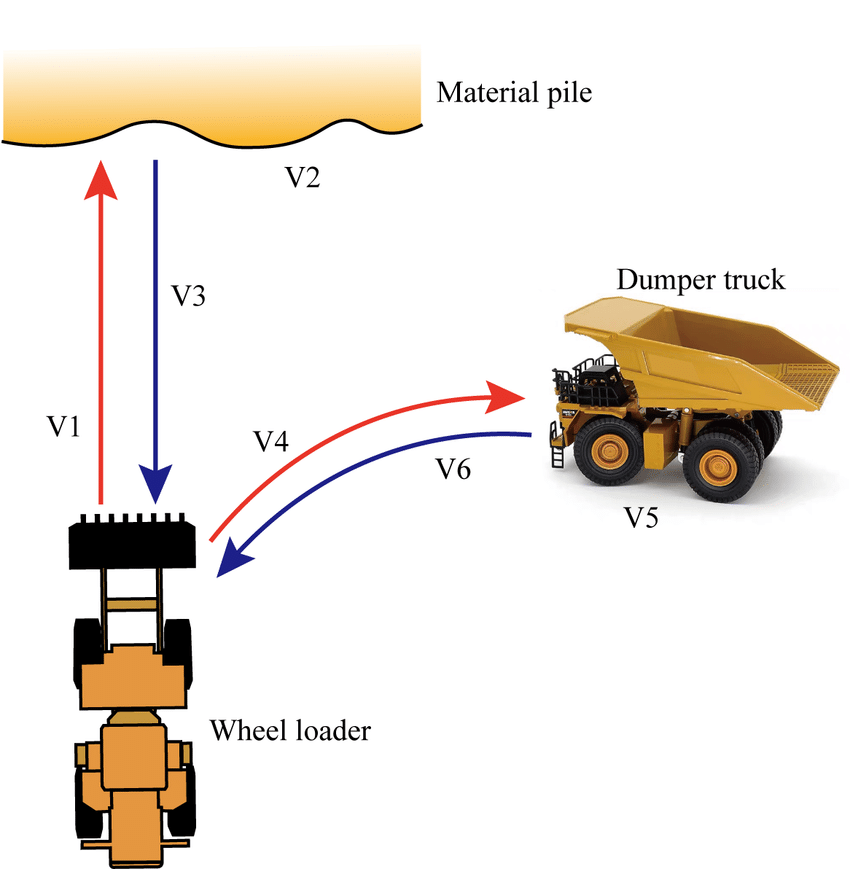 Material pile
V2
Dumper truck
V3
V1
V4
V6
V5
Wheel loader